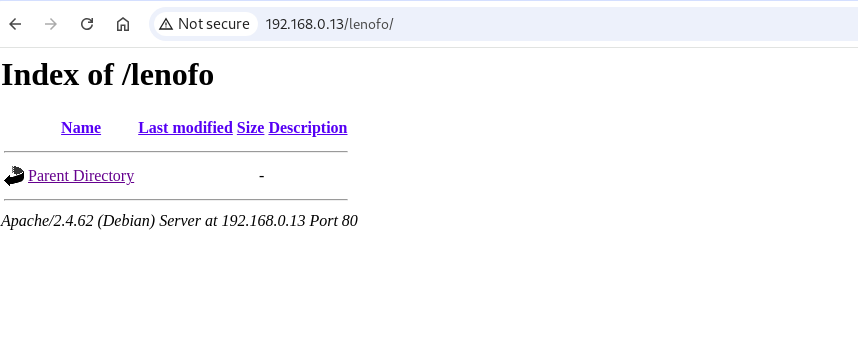 Not secure 192.168.0.13/lenofo/
Index of /lenofo
Name Last modified Size Description
Parent Directory -
Apache/2.4.62 (Debian) Server at 192.168.0.13 Port 80